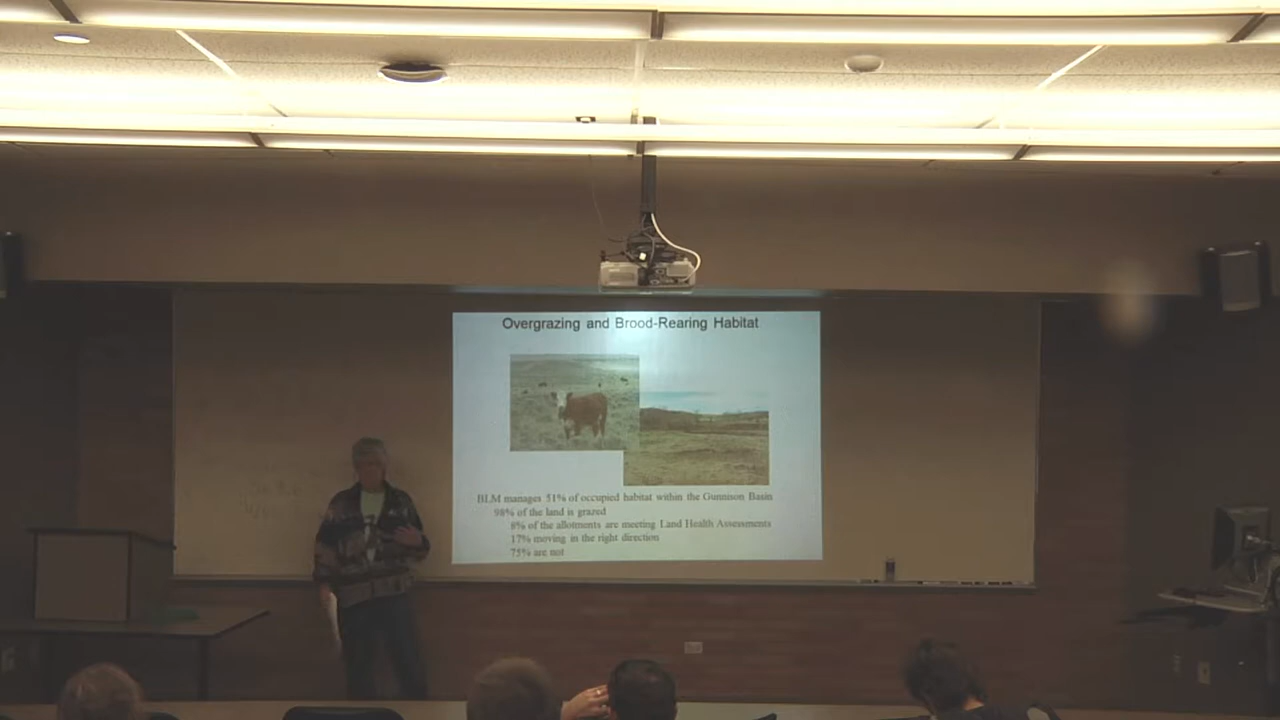 Overgrazing and Brood-Rearing Habitat
BLM manages 51% of occupied habitat within the Gunnison Basin
98% of the land is grazed
8% of the allotments are meeting Land Health Assessments
17% moving in the right direction
75% are not